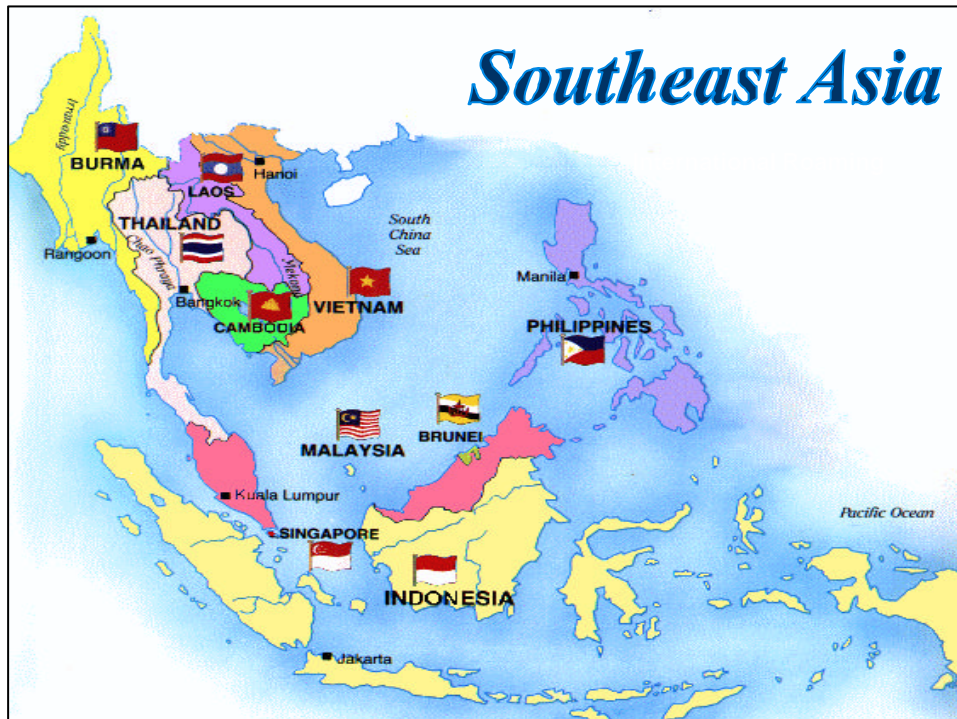 Southeast Asia
Irrawaddy
BURMA
LAOS
Hanoi
THAILAND
Rangoon
Chao Phraya
Bangkok
Mekong
South
China
Sea
VIETNAM
CAMBODIA
Manila
PHILIPPINES
BRUNEI
MALAYSIA
Kuala Lumpur
SINGAPORE
Pacific Ocean
INDONESIA
Jakarta